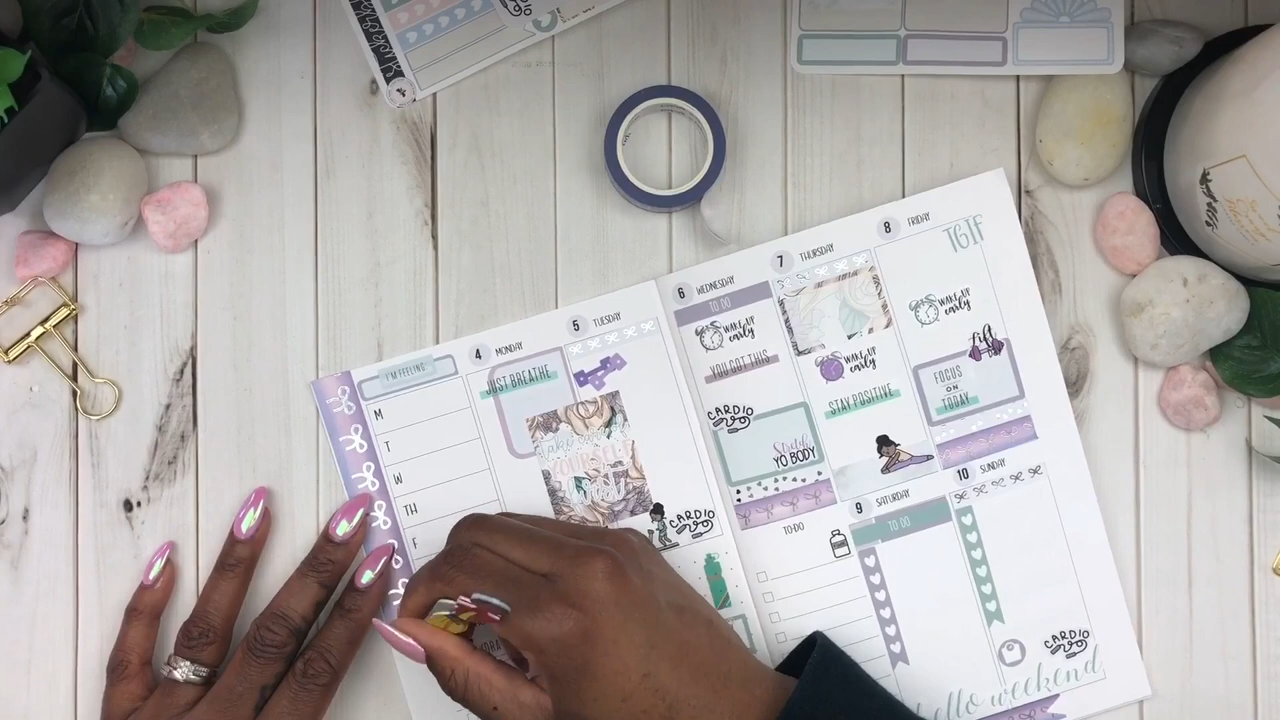 I'M FEELING
M
T
W
TH
F
4 MONDAY
JUST BREATHE
5 TUESDAY
take care of
YOURSELF
first
CARDIO
6 WEDNESDAY
TO DO
WAKE UP
early
YOU GOT THIS
CARDIO
Stretch
YO BODY
TO-DO
7 THURSDAY
WAKE UP
early
STAY POSITIVE
8 FRIDAY
TGIF
WAKE UP
early
FOCUS
ON
TODAY
9 SATURDAY
TO DO
10 SUNDAY
CARDIO
hello weekend